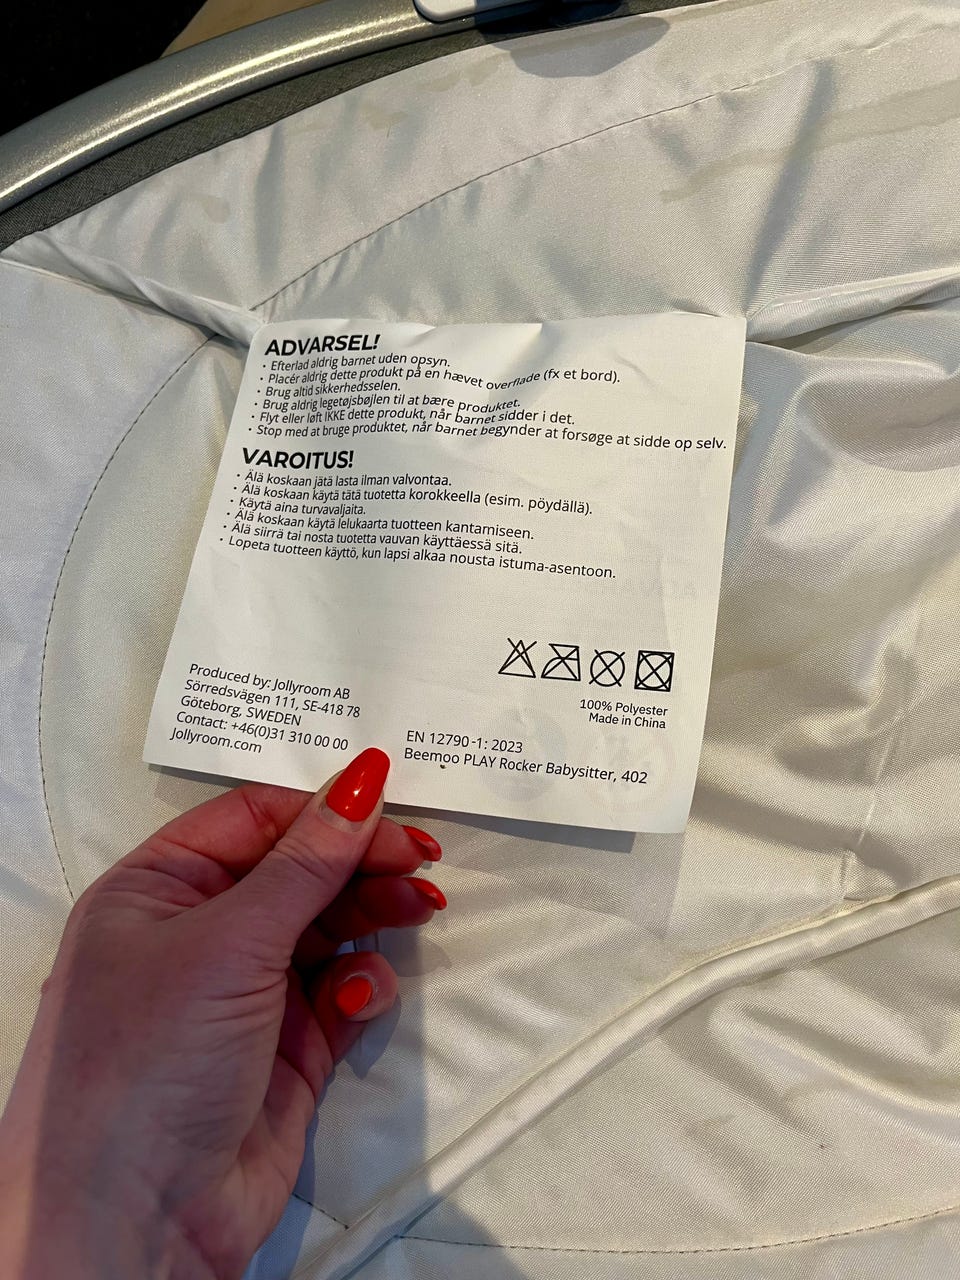 ADVARSEL!
• Efterlad aldrig barnet uden opsyn.
• Placér aldrig dette produkt på en hævet overflade (fx et bord).
• Brug altid sikkerhedsselen.
• Brug aldrig legetøjsbøjlen til at bære produktet.
• Flyt eller løft IKKE dette produkt, når barnet sidder i det.
• Stop med at bruge produktet, når barnet begynder at forsøge at sidde op selv.
VAROITUS!
• Älä koskaan jätä lasta ilman valvontaa.
• Älä koskaan käytä tätä tuotetta korokkeella (esim. pöydällä).
• Käytä aina turvavaljaita.
• Älä koskaan käytä lelukaarta tuotteen kantamiseen.
• Älä siirrä tai nosta tuotetta vauvan käyttäessä sitä.
• Lopeta tuotteen käyttö, kun lapsi alkaa nousta istuma-asentoon.
Produced by: Jollyroom AB
Sörredsvägen 111, SE-418 78
Göteborg, SWEDEN
Contact: +46(0)31 310 00 00
Jollyroom.com
100% Polyester
Made in China
EN 12790-1: 2023
Beemoo PLAY Rocker Babysitter, 402